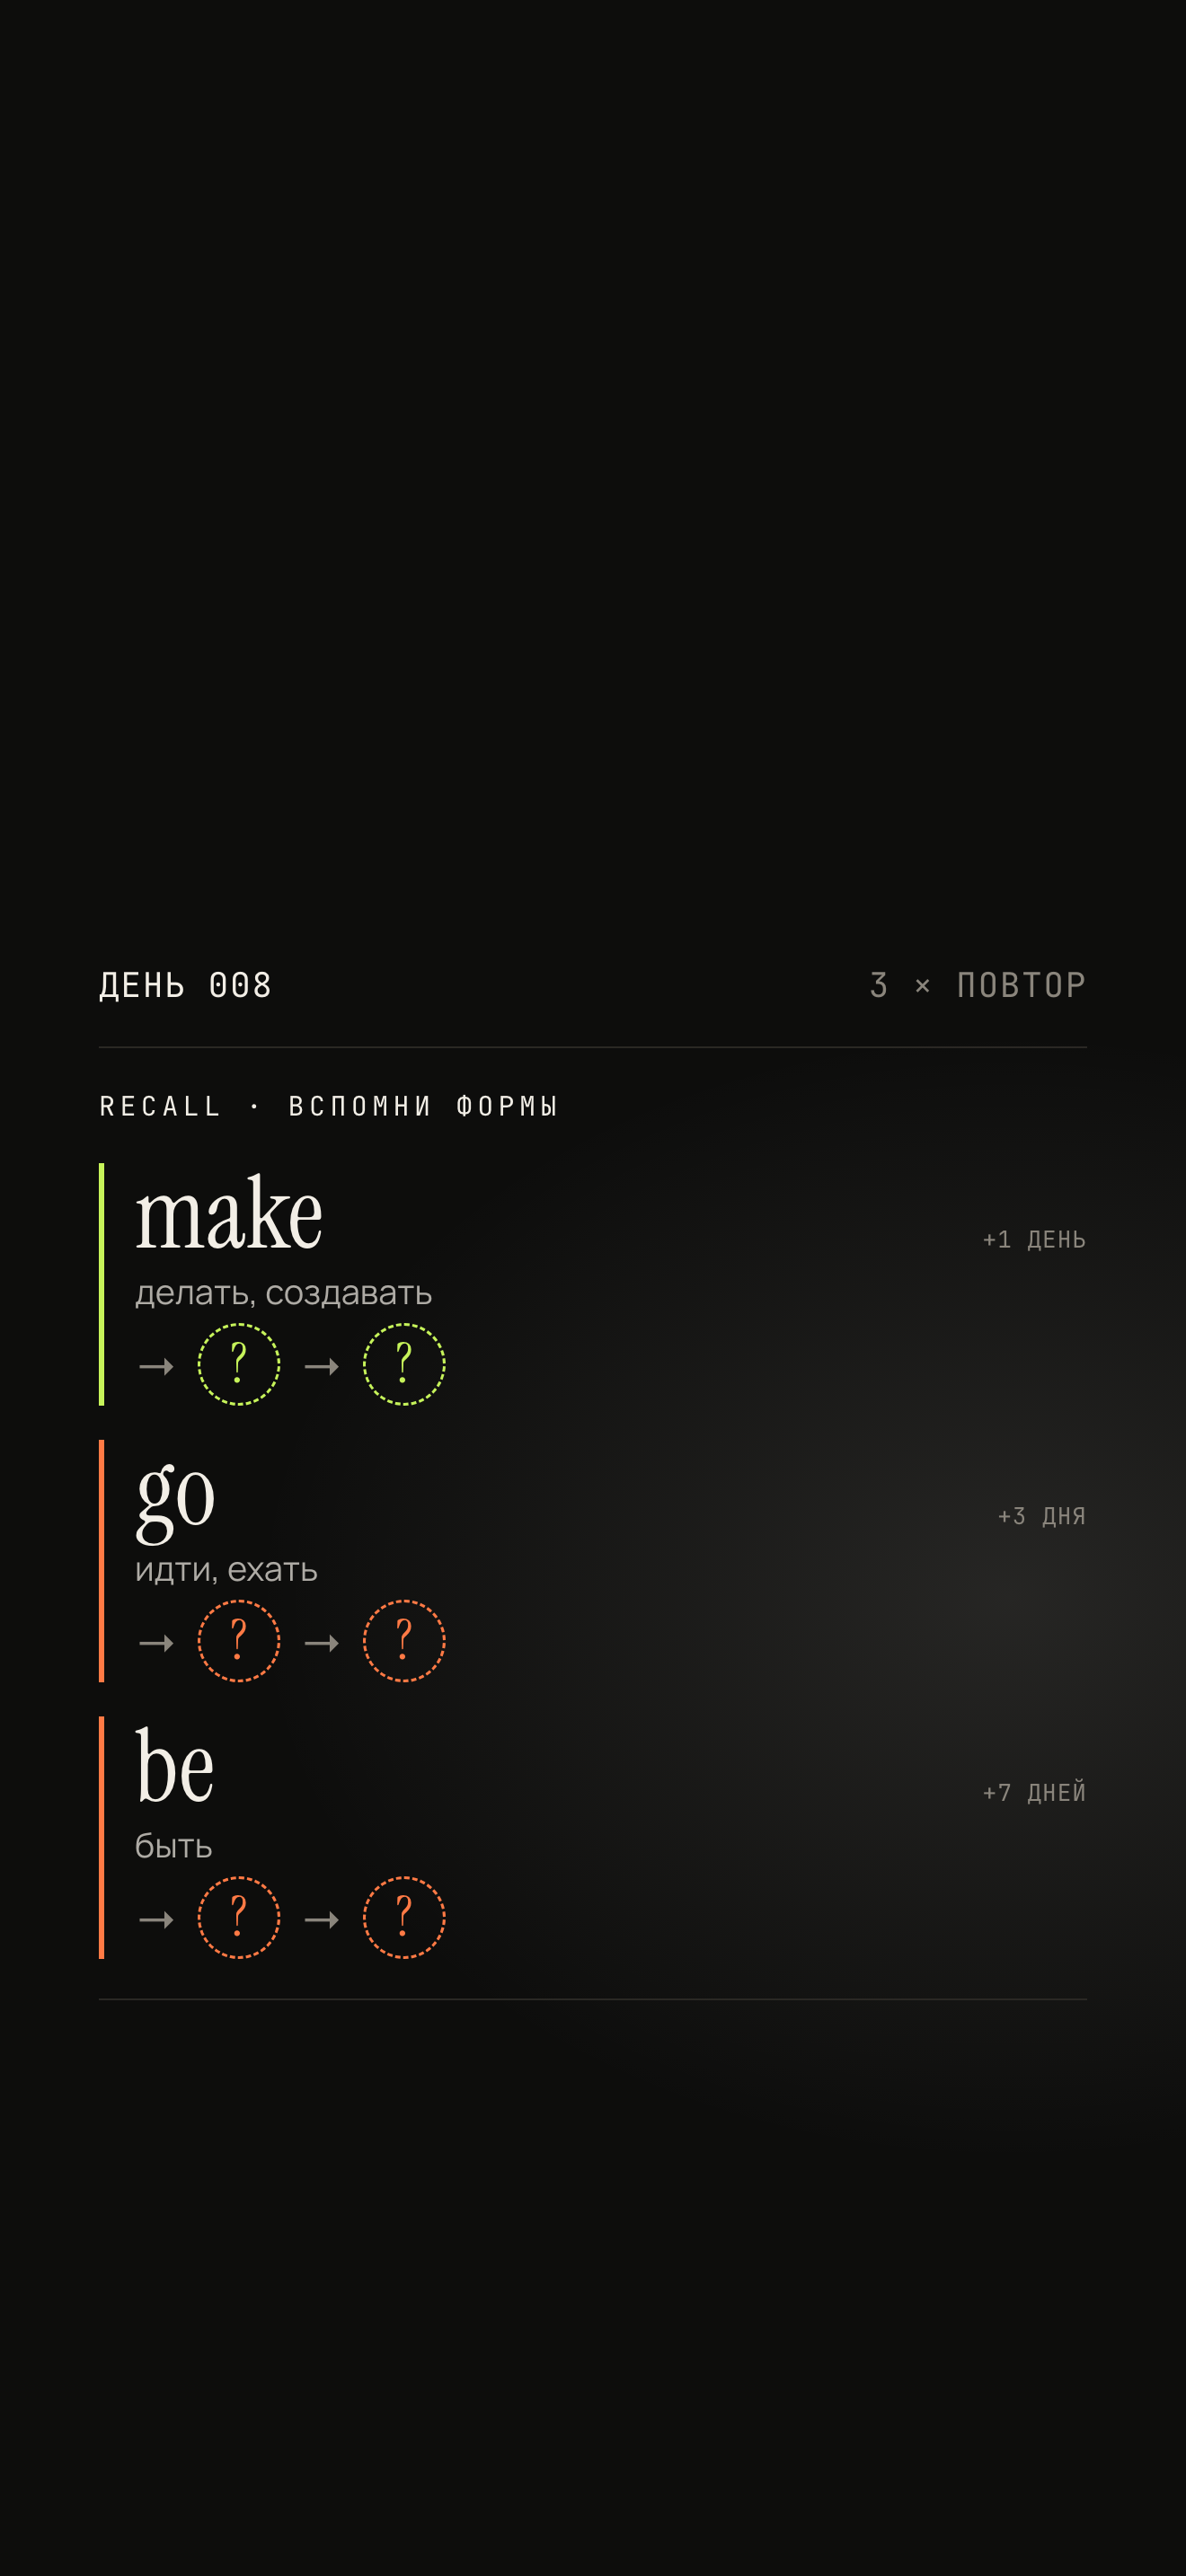 ДЕНЬ 008
3 × ПОВТОР
RECALL · ВСПОМНИ ФОРМЫ
make
+1 ДЕНЬ
делать, создавать
→ ? → ?
go
+3 ДНЯ
идти, ехать
→ ? → ?
be
+7 ДНЕЙ
быть
→ ? → ?